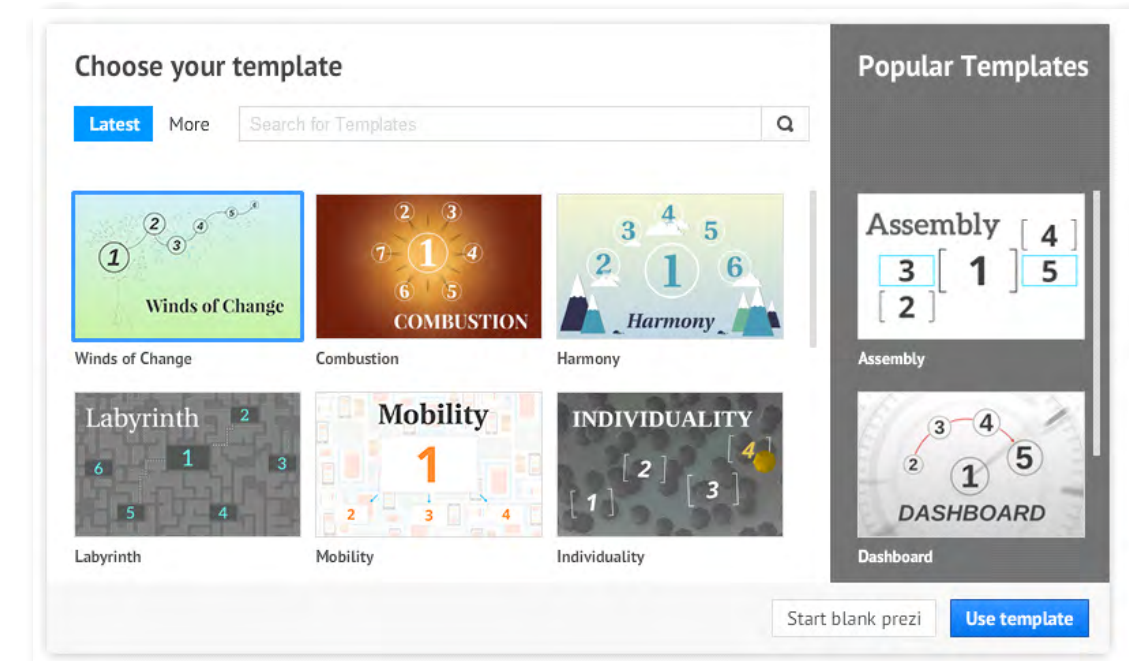 Choose your template
Popular Templates
Latest
More
Search for Templates
1
2
3
4
5
6
Winds of Change
Winds of Change
2
3
7
1
4
6
5
COMBUSTION
Combustion
3
4
5
2
1
6
Harmony
Harmony
Assembly
4
3
1
5
2
Assembly
Labyrinth
2
6
1
3
5
4
Labyrinth
Mobility
1
2
3
4
Mobility
INDIVIDUALITY
4
2
3
1
Individuality
3
4
2
1
5
DASHBOARD
Dashboard
Start blank prezi
Use template